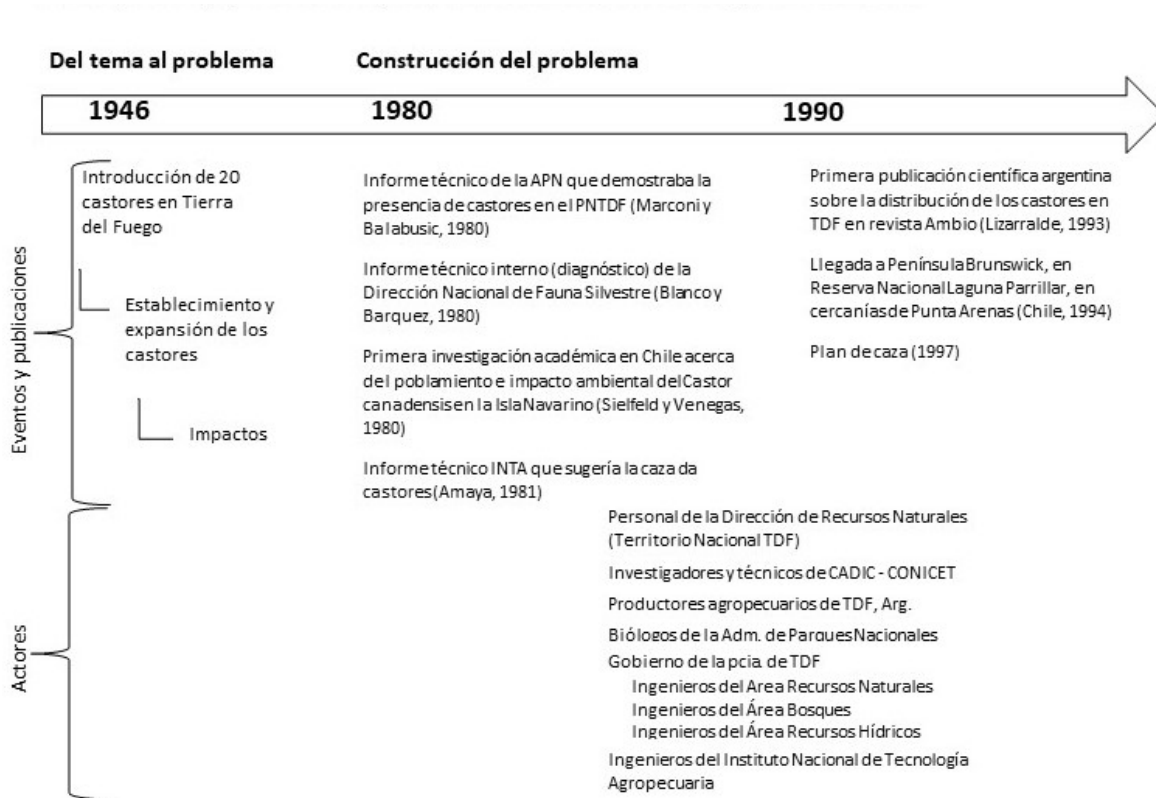 Del tema al problema
Construcción del problema
1946
1980
1990
Eventos y publicaciones
Introducción de 20
castores en Tierra
del Fuego
Establecimiento y
expansión de los
castores
Impactos
Informe técnico de la APN que demostraba la
presencia de castores en el PNTDF (Marconi y
Balabusic, 1980)
Informe técnico interno (diagnóstico) de la
Dirección Nacional de Fauna Silvestre (Blanco y
Barquez, 1980)
Primera investigación académica en Chile acerca
del poblamiento e impacto ambiental del Castor
canadensis en la Isla Navarino (Sielfeld y Venegas,
1980)
Informe técnico INTA que sugería la caza da
castores (Amaya, 1981)
Primera publicación científica argentina
sobre la distribución de los castores en
TDF en revista Ambio (Lizarralde, 1993)
Llegada a Península Brunswick, en
Reserva Nacional Laguna Parrillar, en
cercanías de Punta Arenas (Chile, 1994)
Plan de caza (1997)
Actores
Personal de la Dirección de Recursos Naturales
(Territorio Nacional TDF)
Investigadores y técnicos de CADIC - CONICET
Productores agropecuarios de TDF, Arg.
Biólogos de la Adm. de Parques Nacionales
Gobierno de la pcia. de TDF
Ingenieros del Area Recursos Naturales
Ingenieros del Área Bosques
Ingenieros del Área Recursos Hídricos
Ingenieros del Instituto Nacional de Tecnología
Agropecuaria